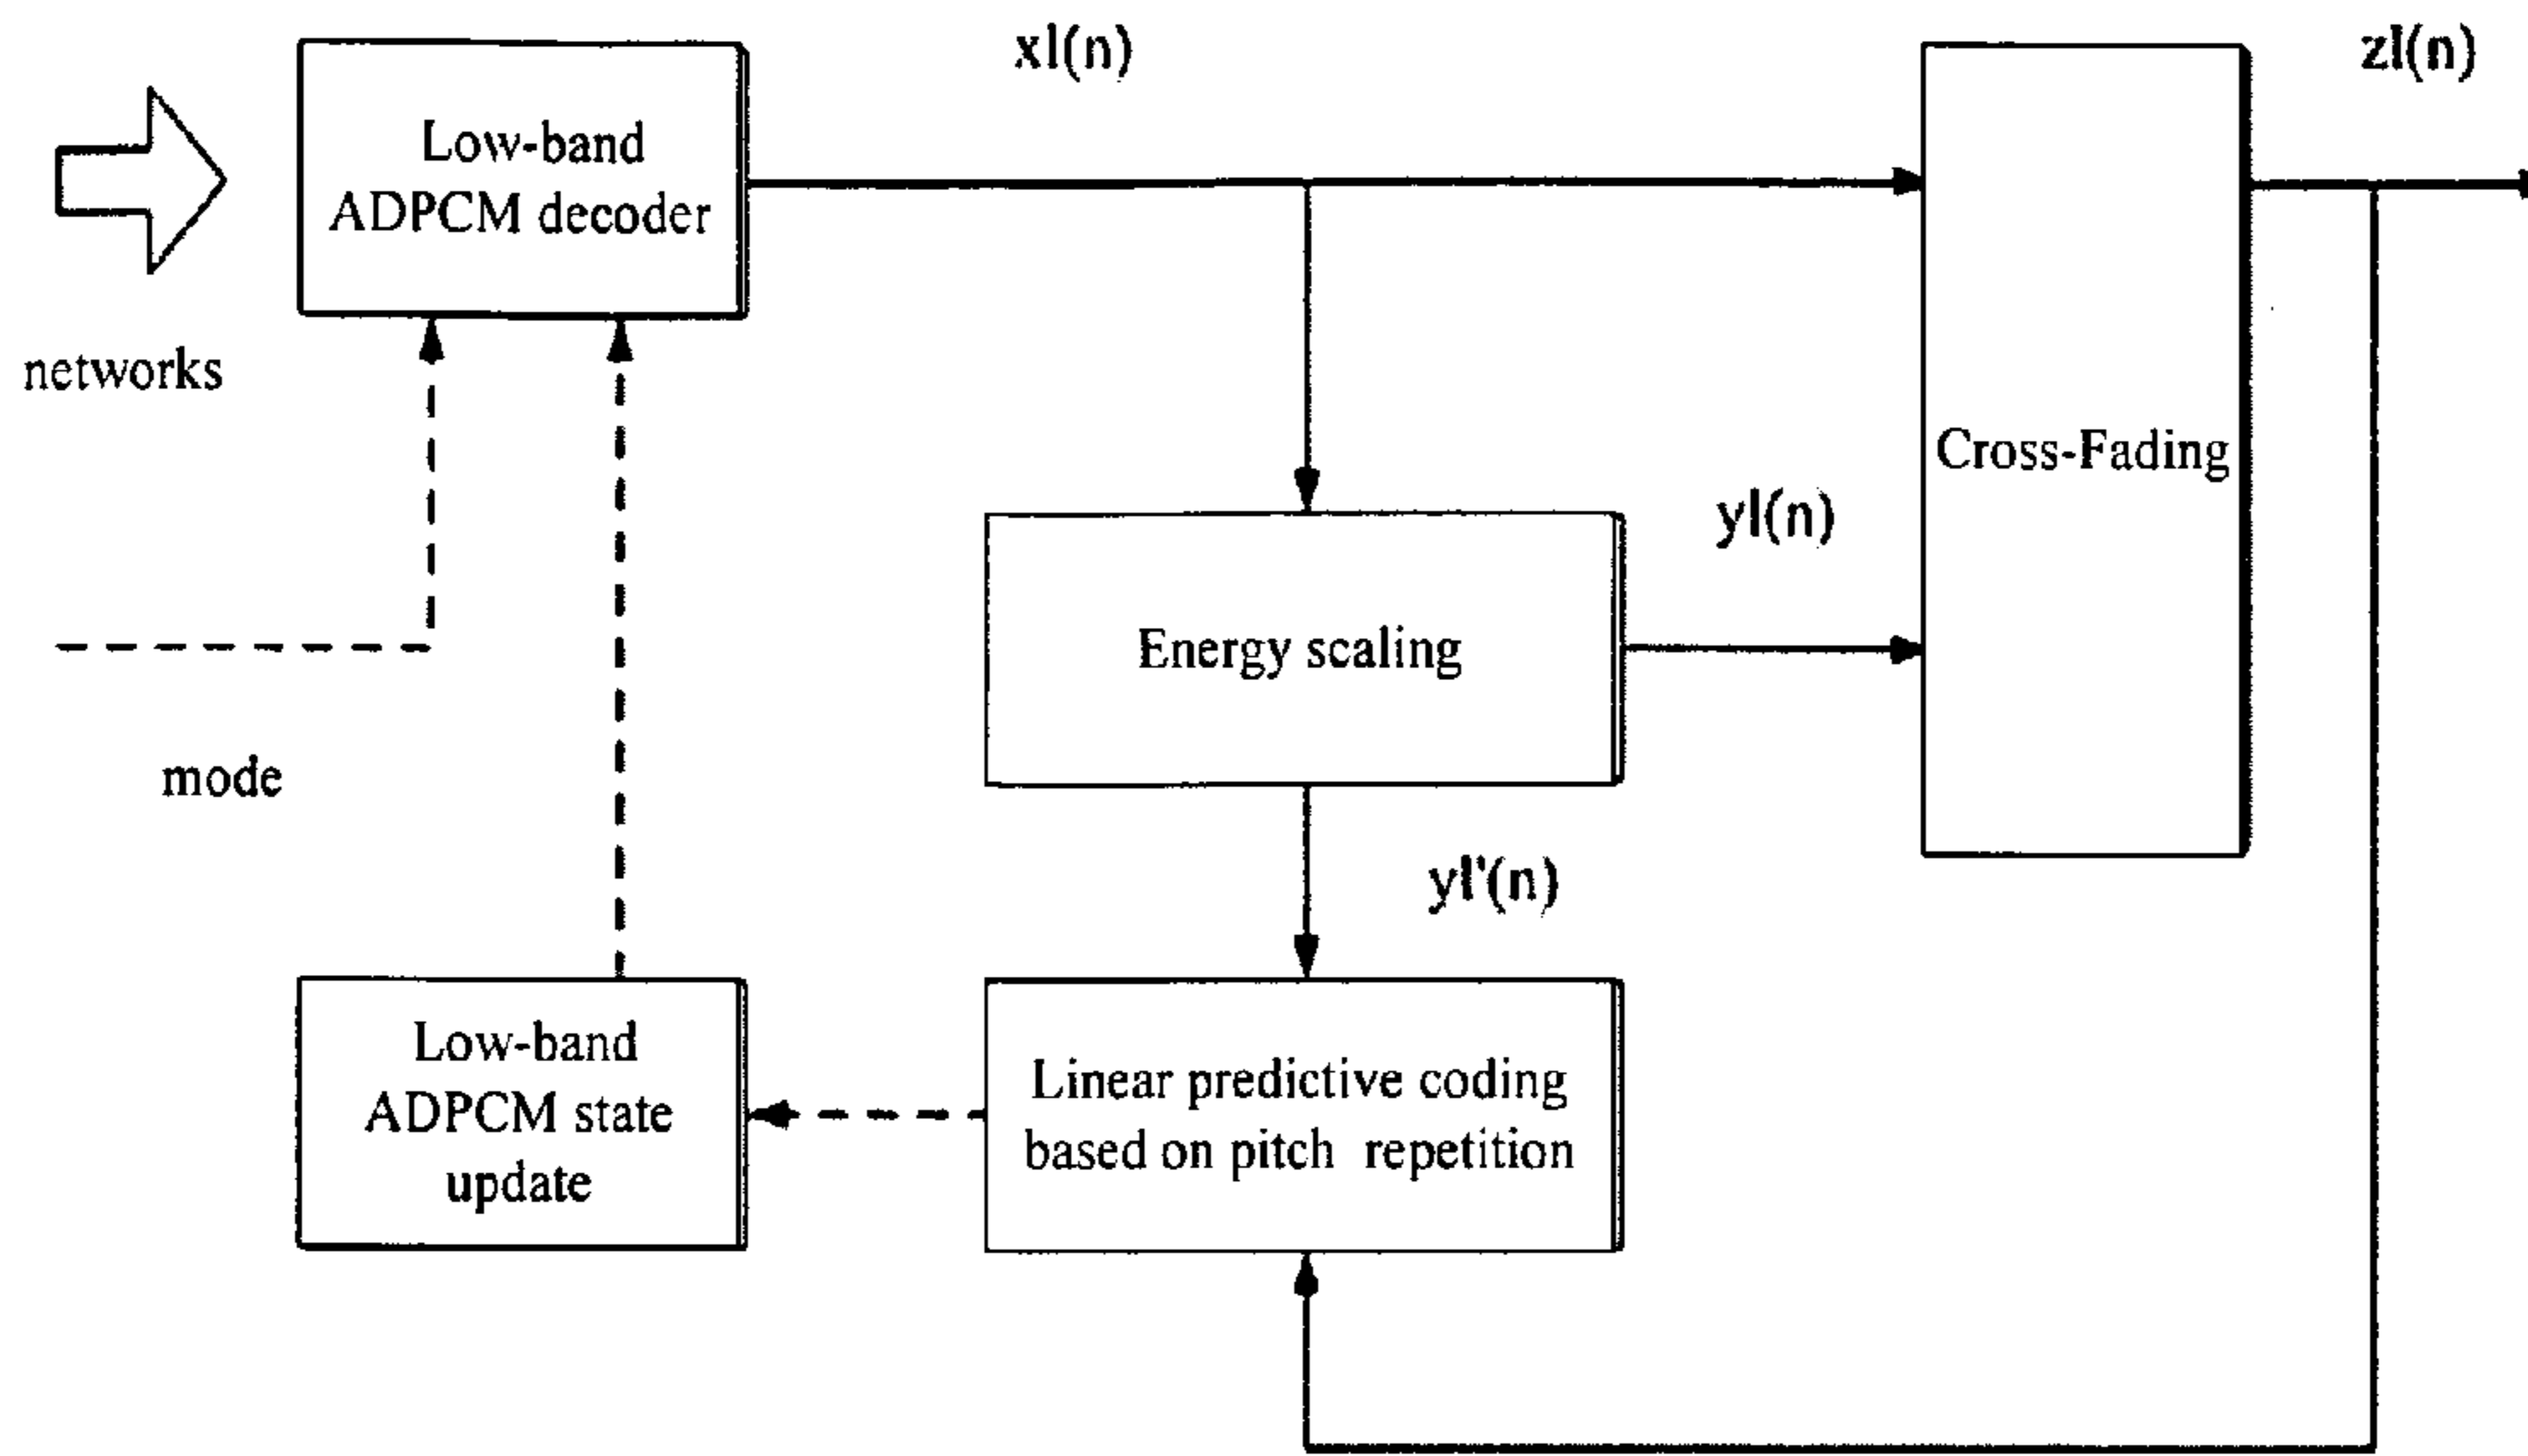 xl(n)
zl(n)
Low-band
ADPCM decoder
networks
Cross-Fading
yl(n)
Energy scaling
mode
yl'(n)
Low-band
ADPCM state
update
Linear predictive coding
based on pitch repetition